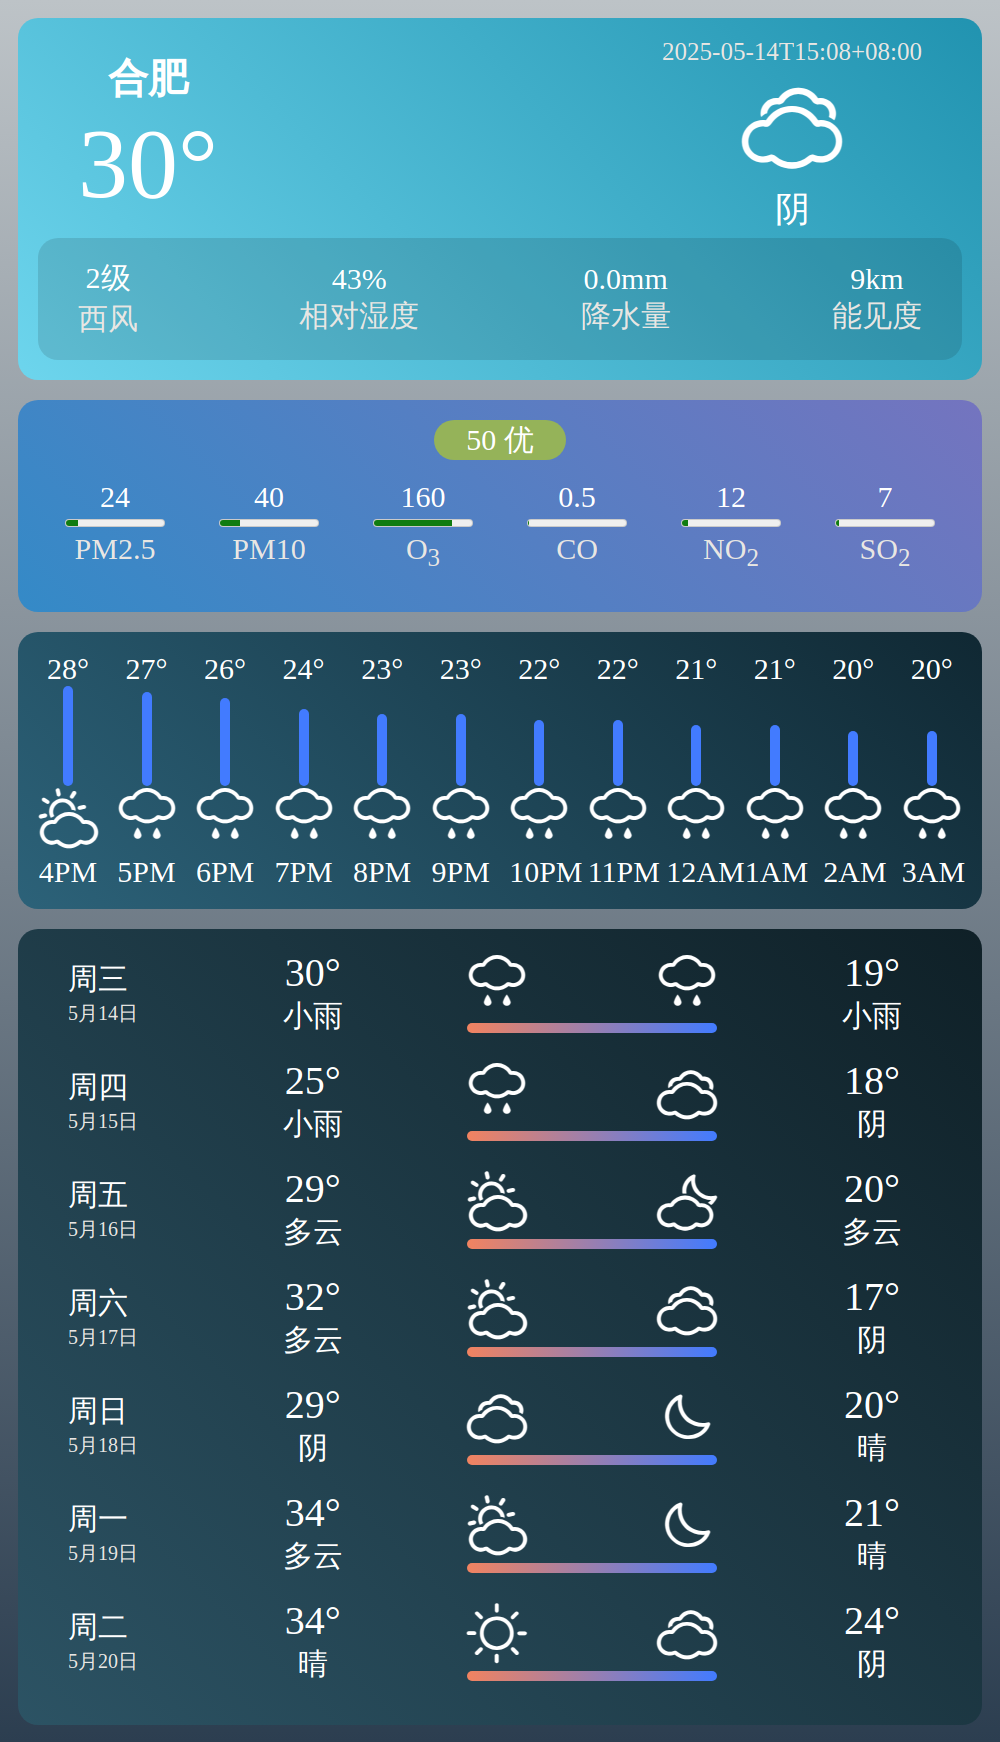 合肥
2025-05-14T15:08+08:00
30°
阴
2级 43% 0.0mm 9km
西风 相对湿度 降水量 能见度
50 优
24 40 160 0.5 12 7
PM2.5 PM10 O3 CO NO2 SO2
28° 27° 26° 24° 23° 23° 22° 22° 21° 21° 20° 20°
4PM 5PM 6PM 7PM 8PM 9PM 10PM 11PM 12AM 1AM 2AM 3AM
周三 30° 19°
5月14日 小雨 小雨
周四 25° 18°
5月15日 小雨 阴
周五 29° 20°
5月16日 多云 多云
周六 32° 17°
5月17日 多云 阴
周日 29° 20°
5月18日 阴 晴
周一 34° 21°
5月19日 多云 晴
周二 34° 24°
5月20日 晴 阴